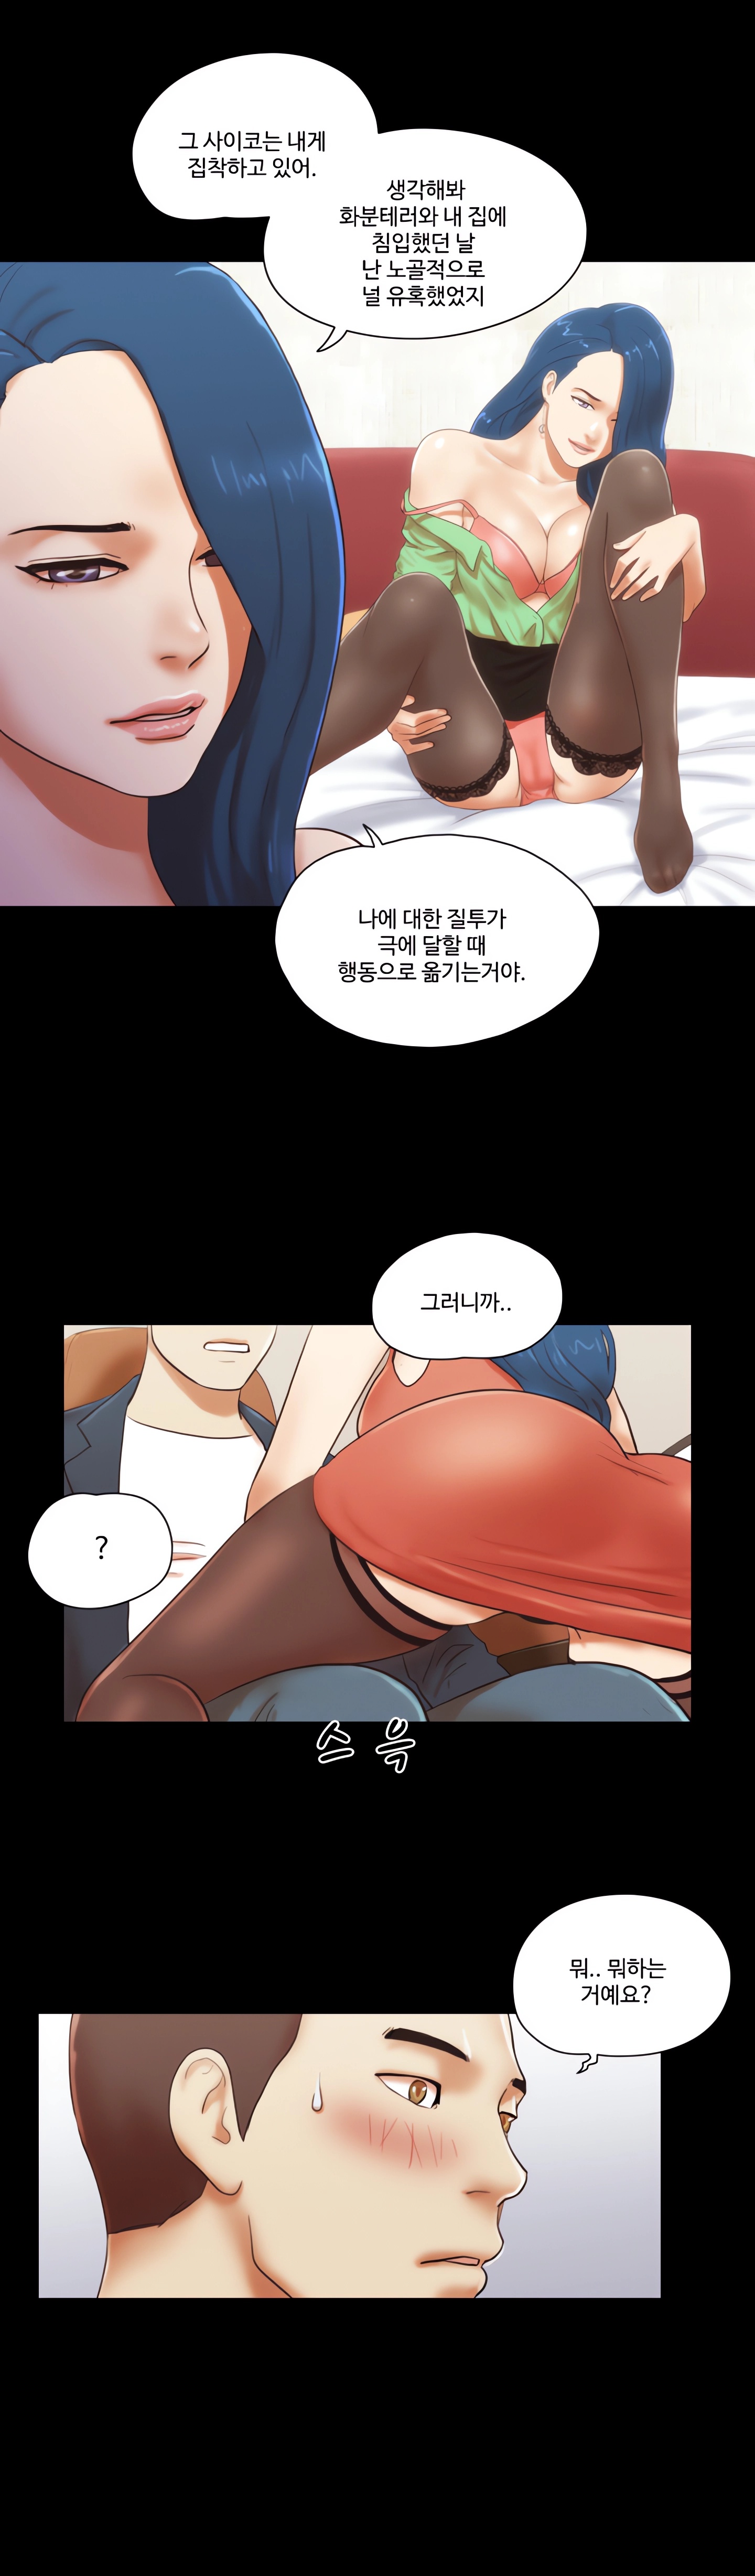 그 사이코는 내게
집착하고 있어.
생각해봐
화분테러와 내 집에
침입했던 날
난 노골적으로
널 유혹했었지
나에 대한 질투가
극에 달할 때
행동으로 옮기는거야.
그러니까..
?
스윽
뭐.. 뭐하는
거예요?